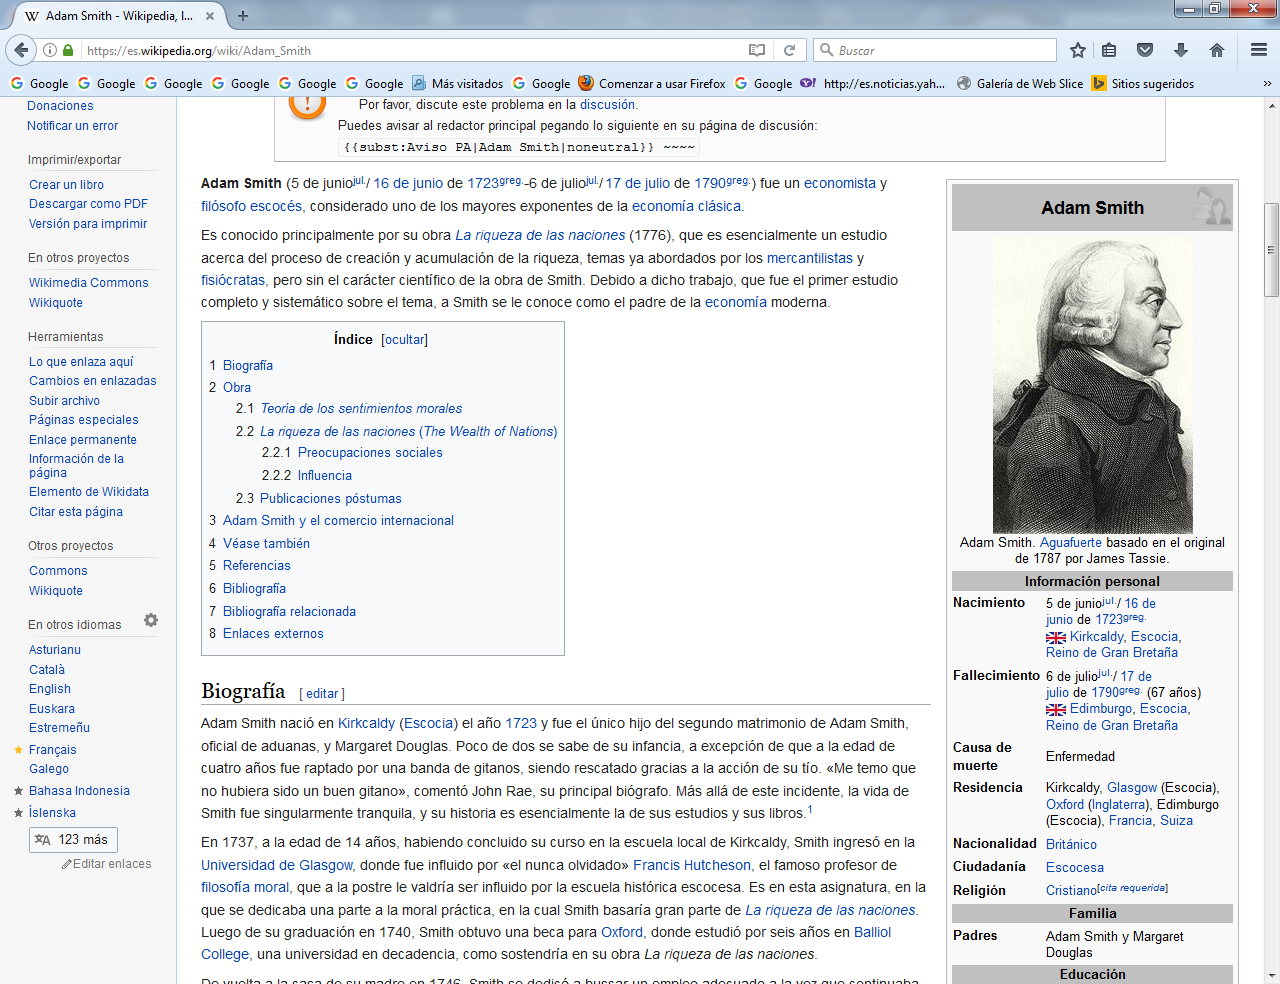 Adam Smith - Wikipedia, l...
https://es.wikipedia.org/wiki/Adam_Smith
Buscar
Google Google Google Google Google Google Más visitados Google Comenzar a usar Firefox Google http://es.noticias.yah... Galería de Web Slice Sitios sugeridos
Donaciones
Notificar un error
Imprimir/exportar
Crear un libro
Descargar como PDF
Versión para imprimir
En otros proyectos
Wikimedia Commons
Wikiquote
Herramientas
Lo que enlaza aquí
Cambios en enlazadas
Subir archivo
Páginas especiales
Enlace permanente
Información de la
página
Elemento de Wikidata
Citar esta página
Otros proyectos
Commons
Wikiquote
En otros idiomas
Asturianu
Català
English
Euskara
Estremeñu
Français
Galego
Bahasa Indonesia
Íslenska
123 más
Editar enlaces
Por favor, discute este problema en la discusión.
Puedes avisar al redactor principal pegando lo siguiente en su página de discusión:
{{subst:Aviso PA|Adam Smith|noneutral}} ~~~~
Adam Smith (5 de juniojul./ 16 de junio de 1723greg.-6 de juliojul./ 17 de julio de 1790greg.) fue un economista y
filósofo escocés, considerado uno de los mayores exponentes de la economía clásica.
Es conocido principalmente por su obra La riqueza de las naciones (1776), que es esencialmente un estudio
acerca del proceso de creación y acumulación de la riqueza, temas ya abordados por los mercantilistas y
fisiócratas, pero sin el carácter científico de la obra de Smith. Debido a dicho trabajo, que fue el primer estudio
completo y sistemático sobre el tema, a Smith se le conoce como el padre de la economía moderna.
Índice [ocultar]
1 Biografía
2 Obra
2.1 Teoría de los sentimientos morales
2.2 La riqueza de las naciones (The Wealth of Nations)
2.2.1 Preocupaciones sociales
2.2.2 Influencia
2.3 Publicaciones póstumas
3 Adam Smith y el comercio internacional
4 Véase también
5 Referencias
6 Bibliografía
7 Bibliografía relacionada
8 Enlaces externos
Biografía [ editar ]
Adam Smith nació en Kirkcaldy (Escocia) el año 1723 y fue el único hijo del segundo matrimonio de Adam Smith,
oficial de aduanas, y Margaret Douglas. Poco de dos se sabe de su infancia, a excepción de que a la edad de
cuatro años fue raptado por una banda de gitanos, siendo rescatado gracias a la acción de su tío. «Me temo que
no hubiera sido un buen gitano», comentó John Rae, su principal biógrafo. Más allá de este incidente, la vida de
Smith fue singularmente tranquila, y su historia es esencialmente la de sus estudios y sus libros.1
En 1737, a la edad de 14 años, habiendo concluido su curso en la escuela local de Kirkcaldy, Smith ingresó en la
Universidad de Glasgow, donde fue influido por «el nunca olvidado» Francis Hutcheson, el famoso profesor de
filosofía moral, que a la postre le valdría ser influido por la escuela histórica escocesa. Es en esta asignatura, en la
que se dedicaba una parte a la moral práctica, en la cual Smith basaría gran parte de La riqueza de las naciones.
Luego de su graduación en 1740, Smith obtuvo una beca para Oxford, donde estudió por seis años en Balliol
College, una universidad en decadencia, como sostendría en su obra La riqueza de las naciones.
De vuelta a la casa de su madre en 1746, Smith se dedicó a buscar un empleo adecuado a la vez que continuaba
Adam Smith
Adam Smith. Aguafuerte basado en el original
de 1787 por James Tassie.
Información personal
Nacimiento 5 de juniojul./ 16 de
junio de 1723greg.
Kirkcaldy, Escocia,
Reino de Gran Bretaña
Fallecimiento 6 de juliojul./ 17 de
julio de 1790greg. (67 años)
Edimburgo, Escocia,
Reino de Gran Bretaña
Causa de
muerte Enfermedad
Residencia Kirkcaldy, Glasgow (Escocia),
Oxford (Inglaterra), Edimburgo
(Escocia), Francia, Suiza
Nacionalidad Británico
Ciudadanía Escocesa
Religión Cristiano[cita requerida]
Familia
Padres Adam Smith y Margaret
Douglas
Educación